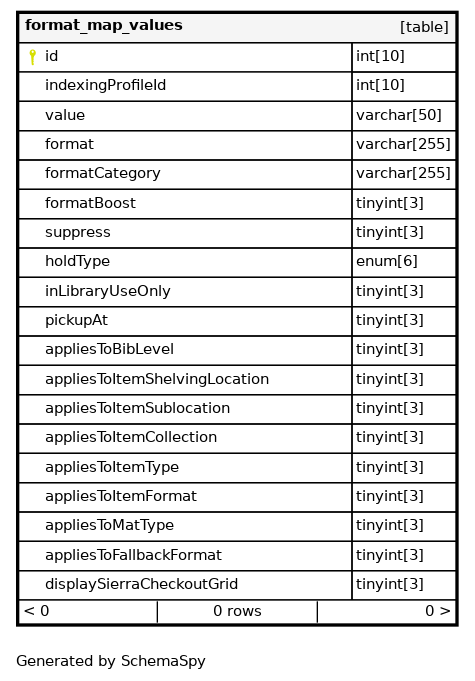 format_map_values [table]
id int[10]
indexingProfileId int[10]
value varchar[50]
format varchar[255]
formatCategory varchar[255]
formatBoost tinyint[3]
suppress tinyint[3]
holdType enum[6]
inLibraryUseOnly tinyint[3]
pickupAt tinyint[3]
appliesToBibLevel tinyint[3]
appliesToItemShelvingLocation tinyint[3]
appliesToItemSublocation tinyint[3]
appliesToItemCollection tinyint[3]
appliesToItemType tinyint[3]
appliesToItemFormat tinyint[3]
appliesToMatType tinyint[3]
appliesToFallbackFormat tinyint[3]
displaySierraCheckoutGrid tinyint[3]
< 0 0 rows 0 >
Generated by SchemaSpy